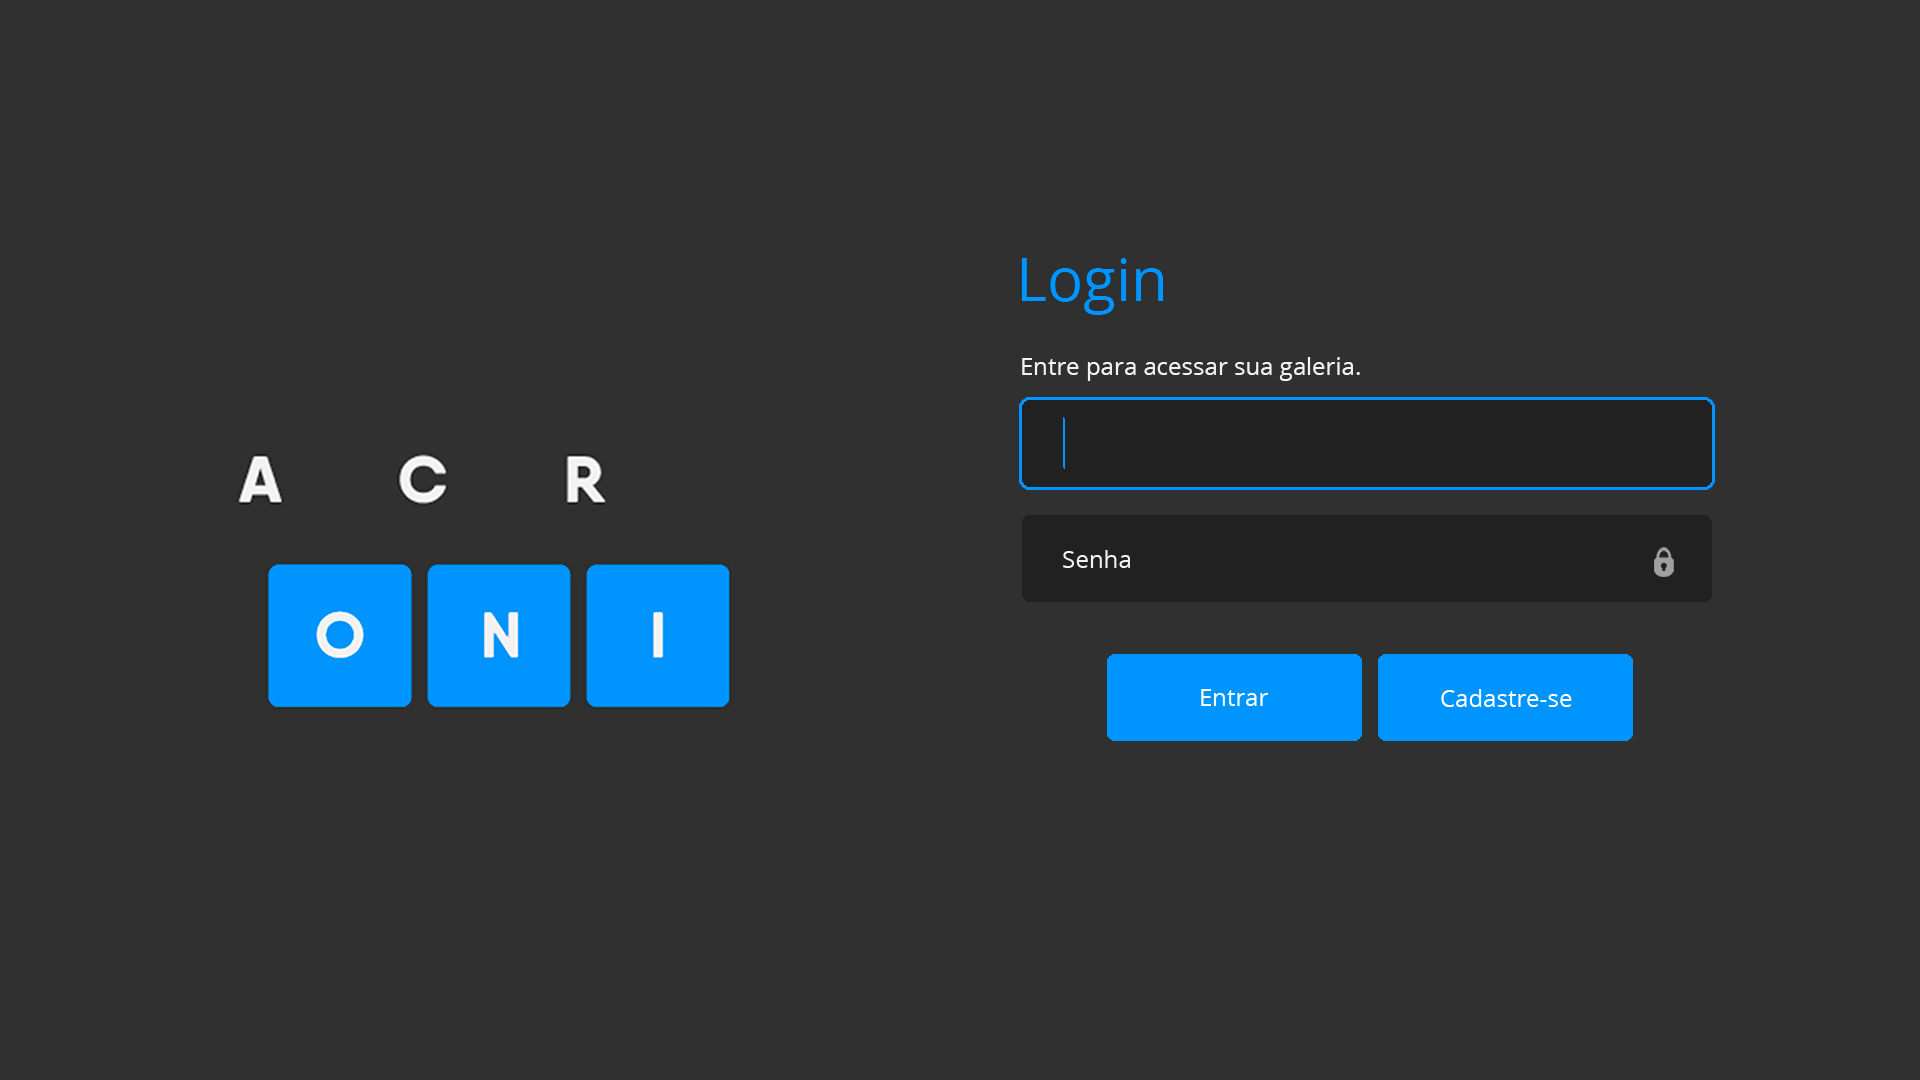 A C R
O N I
Login
Entre para acessar sua galeria.
Senha
Entrar
Cadastre-se